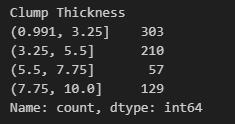 Clump Thickness
(0.991, 3.25]    303
(3.25, 5.5]      210
(5.5, 7.75]       57
(7.75, 10.0]     129
Name: count, dtype: int64